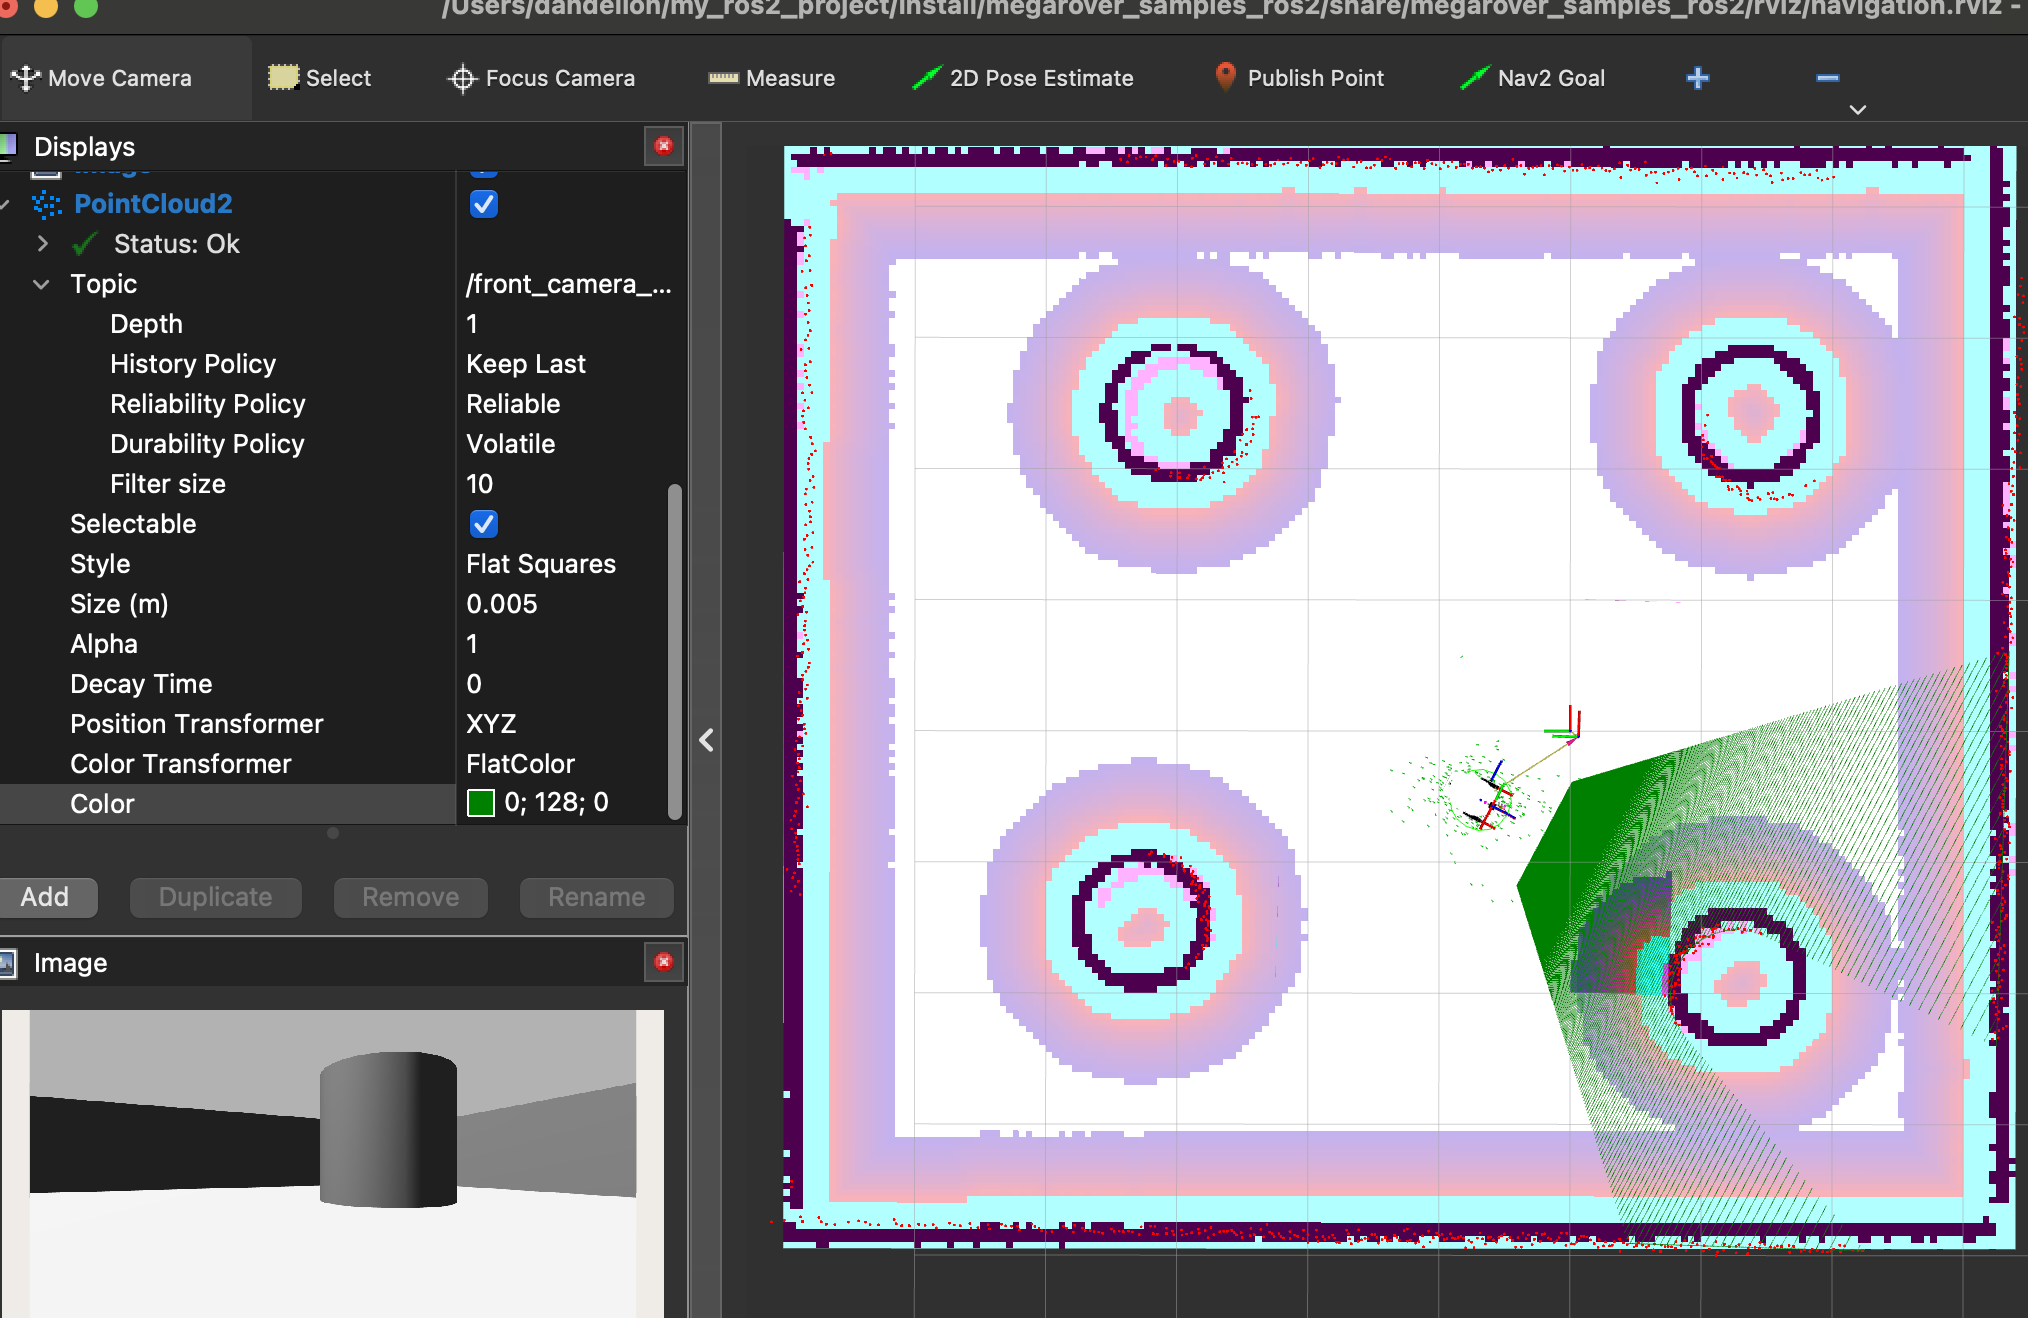 /Users/dandelion/my_ros2_project/install/megarover_samples_ros2/share/megarover_samples_ros2/rviz/navigation.rviz -
Move Camera
Select
Focus Camera
Measure
2D Pose Estimate
Publish Point
Nav2 Goal
Displays
Image
PointCloud2
Status: Ok
Topic /front_camera_...
Depth 1
History Policy Keep Last
Reliability Policy Reliable
Durability Policy Volatile
Filter size 10
Selectable
Style Flat Squares
Size (m) 0.005
Alpha 1
Decay Time 0
Position Transformer XYZ
Color Transformer FlatColor
Color 0; 128; 0
Add Duplicate Remove Rename
Image